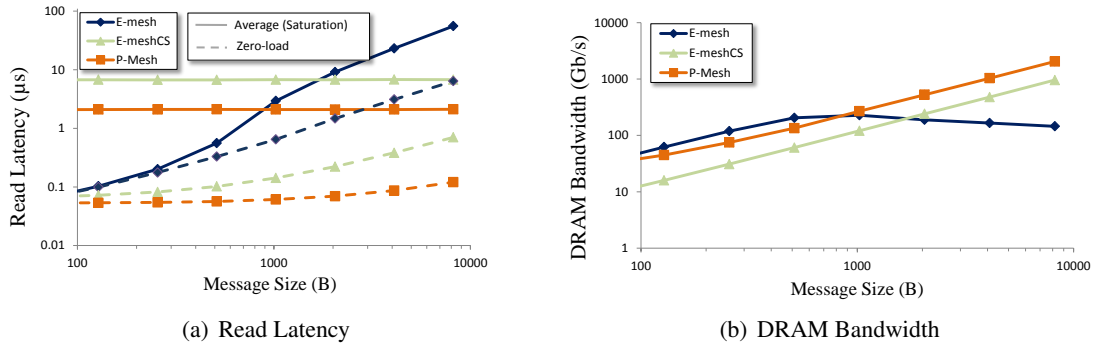 E-mesh
E-meshCS
P-Mesh
Average (Saturation)
Zero-load
Read Latency (µs)
100
10
1
0.1
0.01
100
1000
10000
Message Size (B)
(a) Read Latency
E-mesh
E-meshCS
P-Mesh
DRAM Bandwidth (Gb/s)
10000
1000
100
10
1
100
1000
10000
Message Size (B)
(b) DRAM Bandwidth